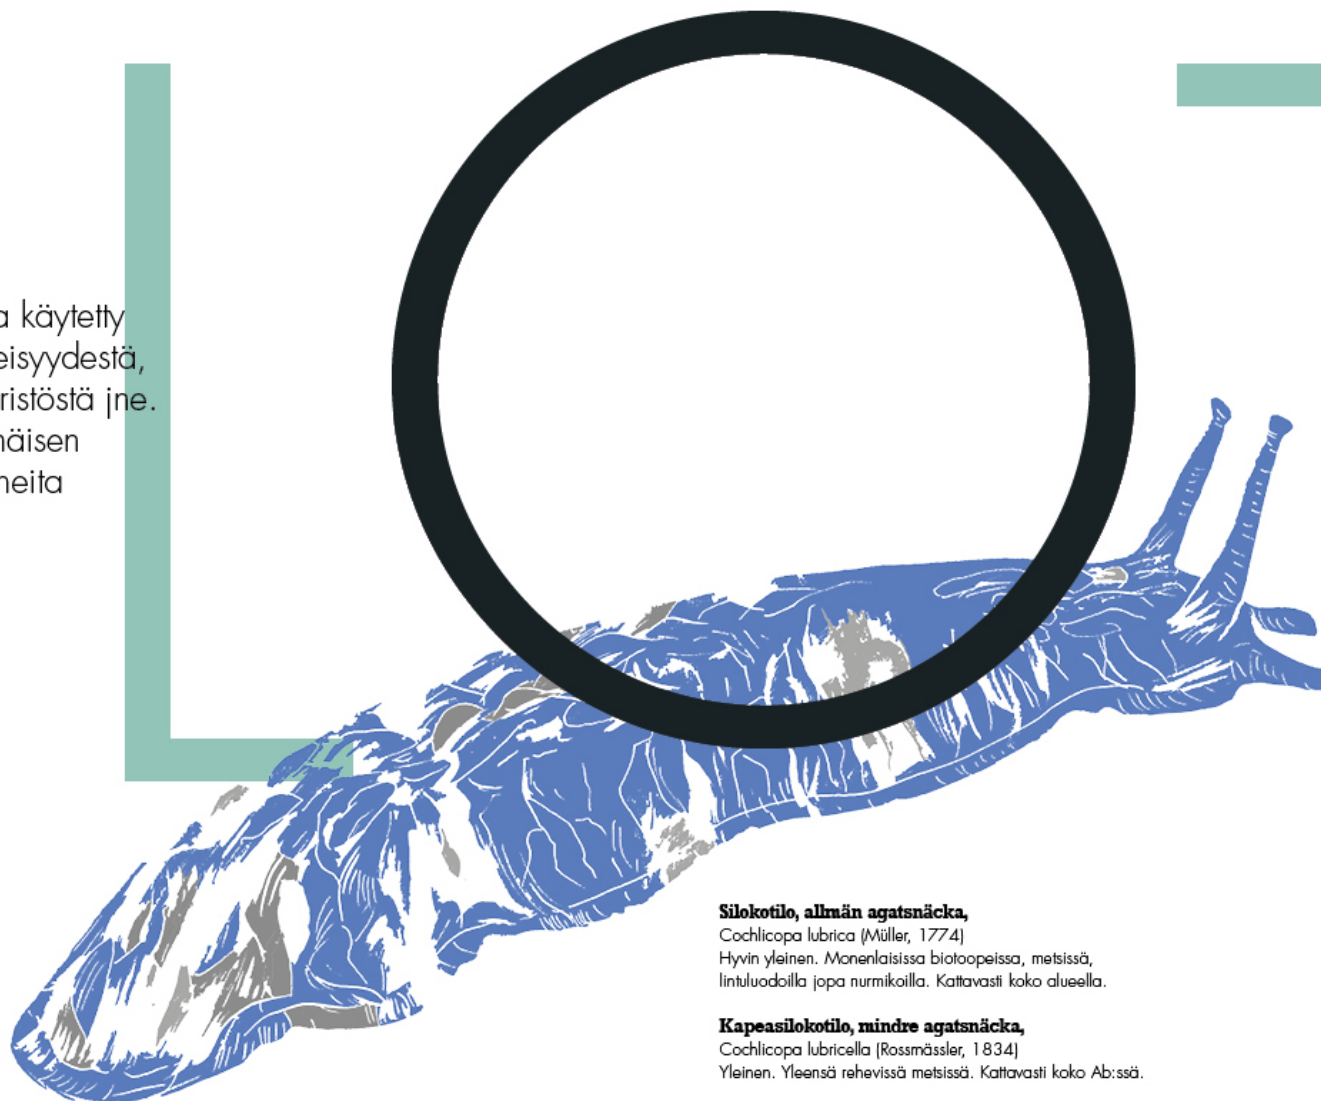 a käytetty
eisyydestä,
ristöstä jne.
näisen
neita
Silokotilo, allmän agatsnäcka,
Cochlicopa lubrica (Müller, 1774)
Hyvin yleinen. Monenlaisissa biotoopeissa, metsissä,
lintuluodoilla jopa nurmikoilla. Kattavasti koko alueella.
Kapeasilokotilo, mindre agatsnäcka,
Cochlicopa lubricella (Rossmässler, 1834)
Yleinen. Yleensä rehevissä metsissä. Kattavasti koko Ab:ssä.